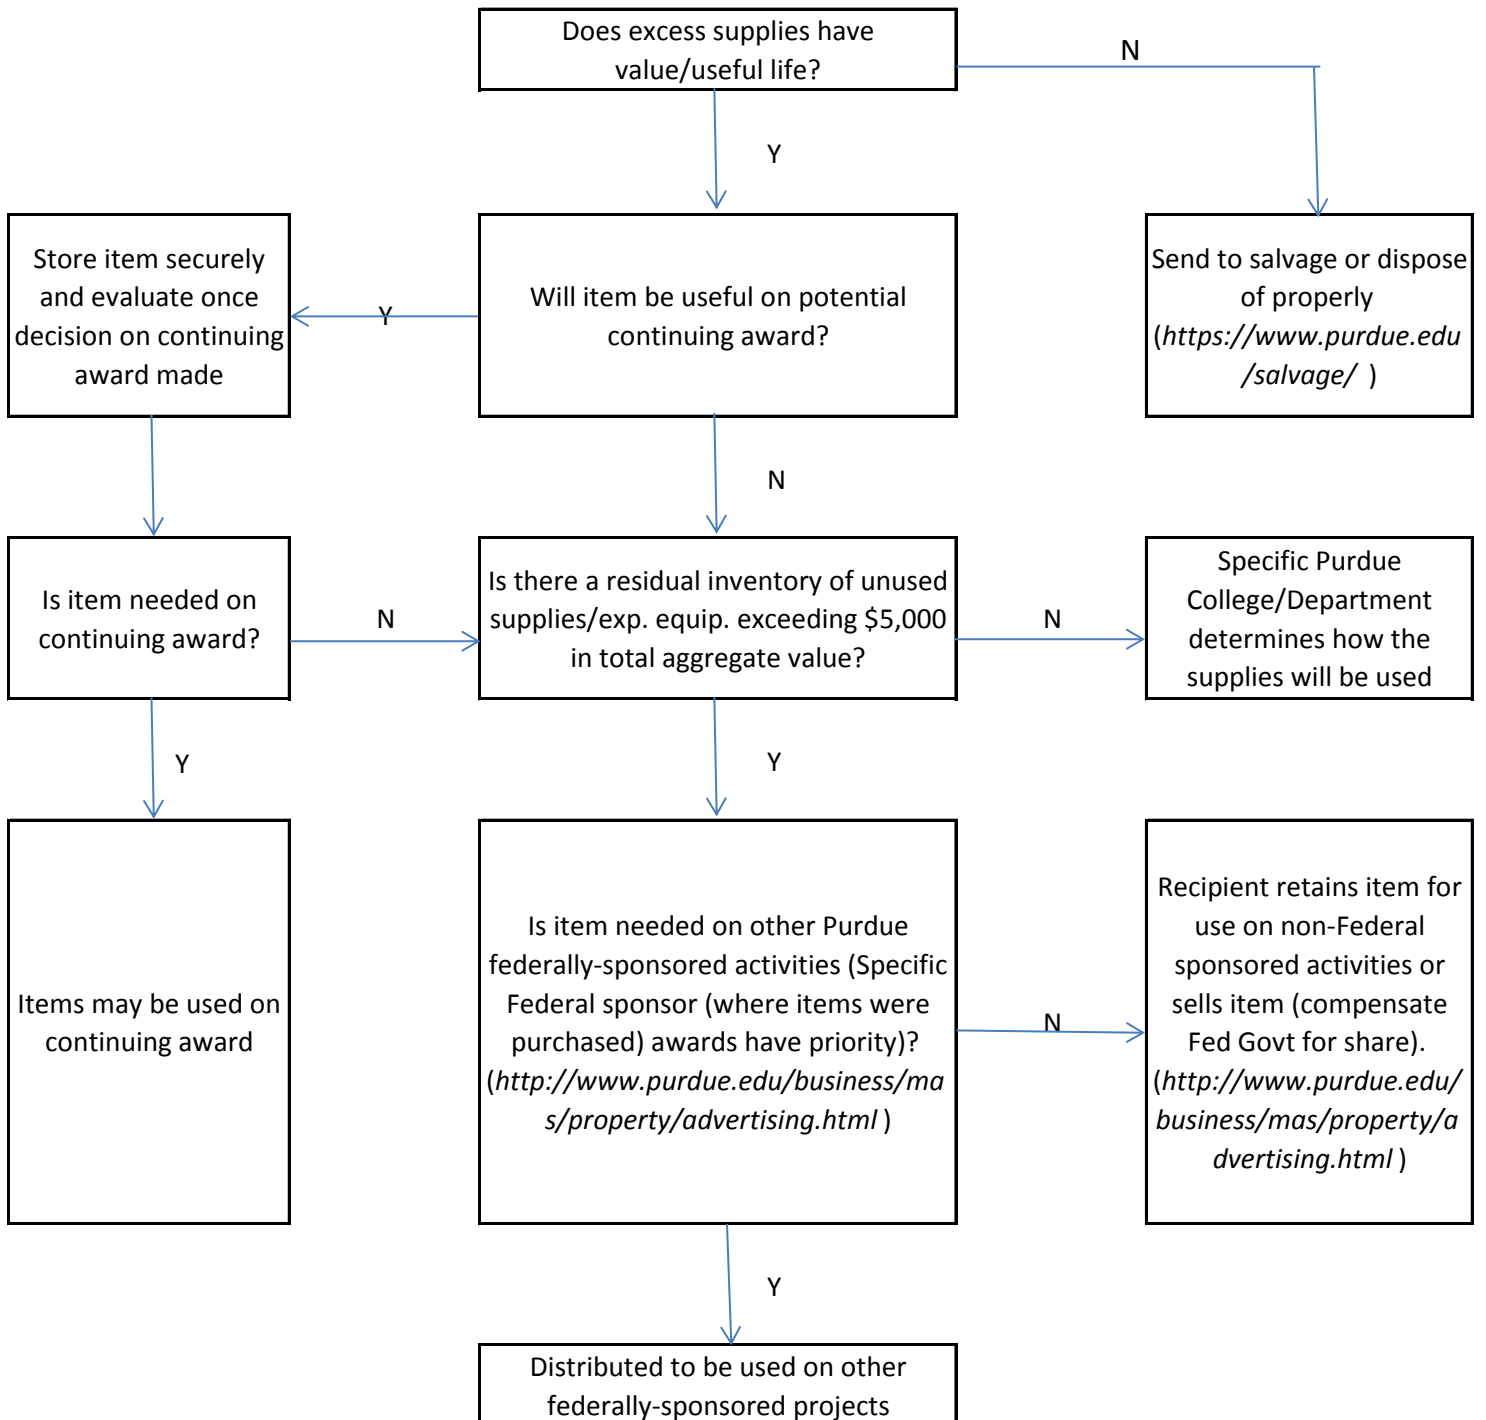 Does excess supplies have
value/useful life?
N
Y
Store item securely
and evaluate once
decision on continuing
award made
Y
Will item be useful on potential
continuing award?
Send to salvage or dispose
of properly
(https://www.purdue.edu
/salvage/ )
N
Is item needed on
continuing award?
N
Is there a residual inventory of unused
supplies/exp. equip. exceeding $5,000
in total aggregate value?
N
Specific Purdue
College/Department
determines how the
supplies will be used
Y
Y
Items may be used on
continuing award
Is item needed on other Purdue
federally-sponsored activities (Specific
Federal sponsor (where items were
purchased) awards have priority)?
(http://www.purdue.edu/business/ma
s/property/advertising.html )
N
Recipient retains item for
use on non-Federal
sponsored activities or
sells item (compensate
Fed Govt for share).
(http://www.purdue.edu/
business/mas/property/a
dvertising.html )
Y
Distributed to be used on other
federally-sponsored projects